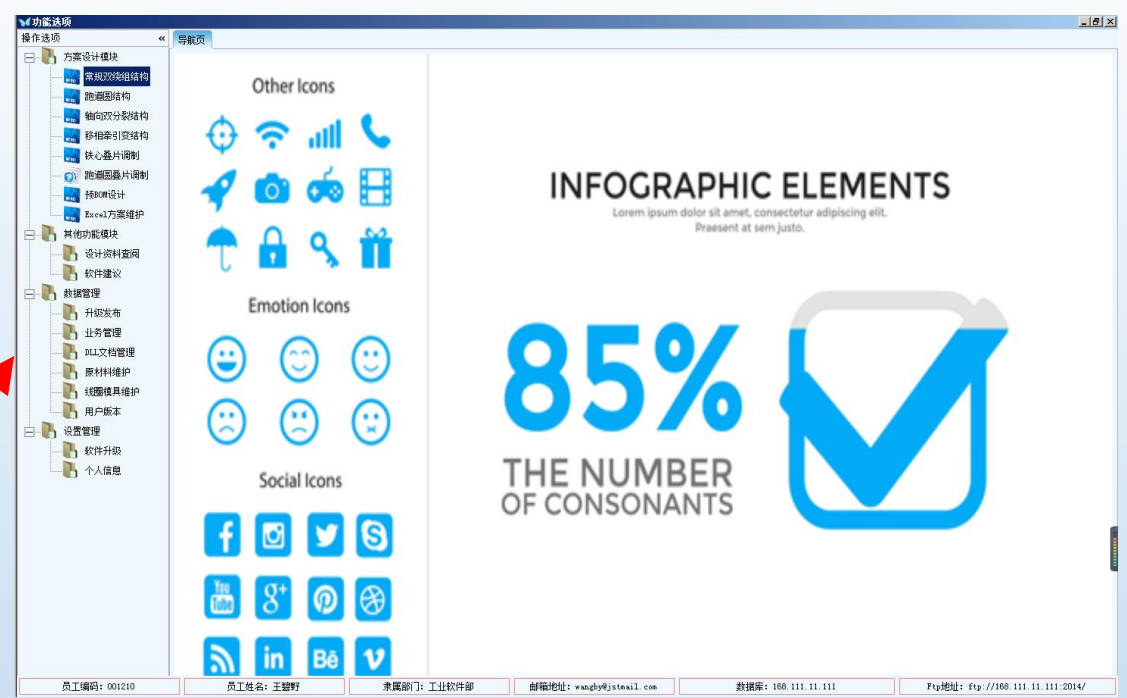 功能选项
操作选项 «
导航页
方案设计模块
常规双绕组结构
跑道圆结构
轴向双分裂结构
移相牵引变结构
铁心叠片调制
跑道圆叠片调制
预BOM设计
Excel方案维护
其他功能模块
设计资料查阅
软件建议
数据管理
升级发布
业务管理
DLL文档管理
原材料维护
线圈模具维护
用户版本
设置管理
软件升级
个人信息
Other Icons
Emotion Icons
Social Icons
You
Tube
g+
in
Bē
INFOGRAPHIC ELEMENTS
Lorem ipsum dolor sit amet, consectetur adipiscing elit.
Praesent at sem justo.
85%
THE NUMBER
OF CONSONANTS
员工编码: 001210
员工姓名: 王碧野
隶属部门: 工业软件部
邮箱地址: wangby@jstmail.com
数据库: 168.111.11.111
Ftp地址: ftp://168.111.11.111:2014/